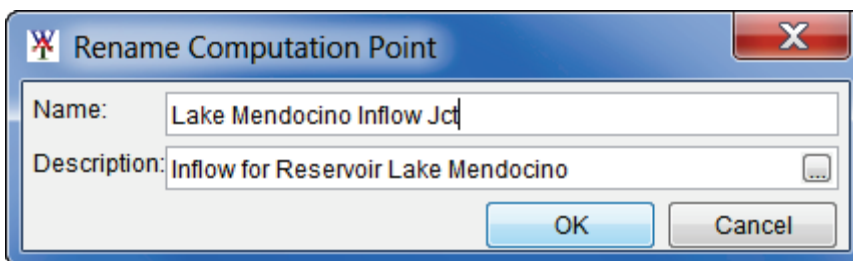 Rename Computation Point
Name: Lake Mendocino Inflow Jct
Description: Inflow for Reservoir Lake Mendocino ...
OK Cancel